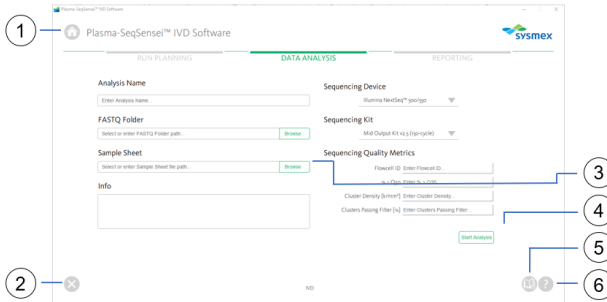 Plasma-SeqSensei™ IVD Software
1
Plasma-SeqSensei™ IVD Software
sysmex
RUN PLANNING
DATA ANALYSIS
REPORTING
Analysis Name
Enter Analysis Name...
Sequencing Device
Illumina NextSeq™ 500/550
FASTQ Folder
Select or enter FASTQ Folder path...
Browse
Sequencing Kit
Mid Output Kit v2.5 (150-cycle)
Sample Sheet
Select or enter Sample Sheet file path...
Browse
Sequencing Quality Metrics
Flowcell ID
Enter Flowcell ID...
3
Info
Cluster Density [k/mm²]
Enter Cluster Density...
Clusters Passing Filter [%]
Enter Clusters Passing Filter...
4
Start Analysis
5
2
IVD
?
6